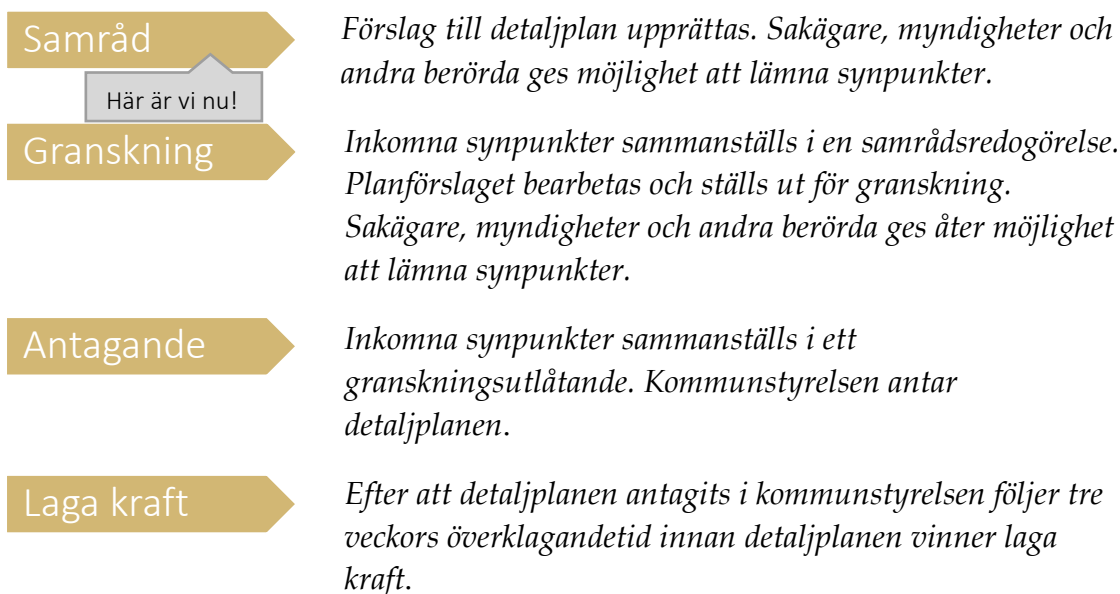 Samråd
Förslag till detaljplan upprättas. Sakägare, myndigheter och
andra berörda ges möjlighet att lämna synpunkter.
Här är vi nu!
Granskning
Inkomna synpunkter sammanställs i en samrådsredogörelse.
Planförslaget bearbetas och ställs ut för granskning.
Sakägare, myndigheter och andra berörda ges åter möjlighet
att lämna synpunkter.
Antagande
Inkomna synpunkter sammanställs i ett
granskningsutlåtande. Kommunstyrelsen antar
detaljplanen.
Laga kraft
Efter att detaljplanen antagits i kommunstyrelsen följer tre
veckors överklagandetid innan detaljplanen vinner laga
kraft.